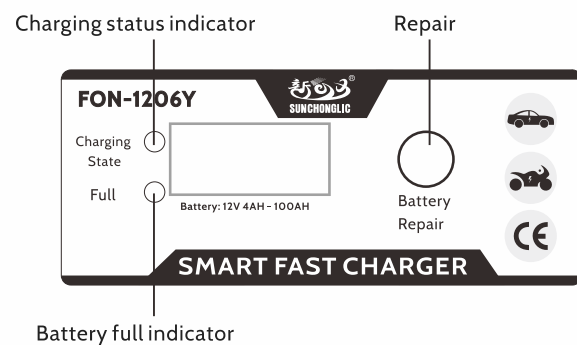 Charging status indicator
Repair
FON-1206Y
SUNCHONGLIC
®
Charging
State
Full
Battery: 12V 4AH - 100AH
Battery
Repair
CE
SMART FAST CHARGER
Battery full indicator